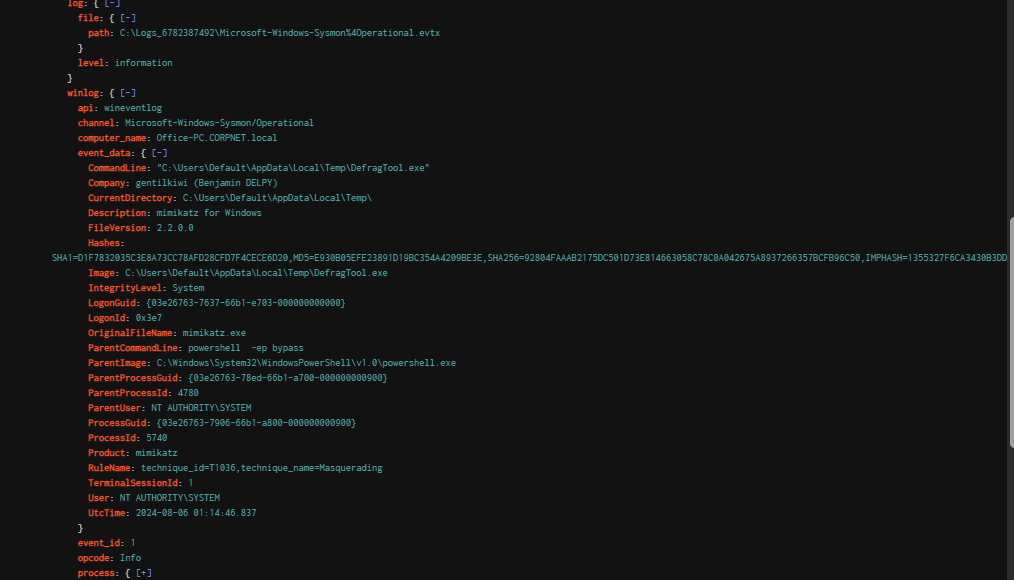 log: { [-]
file: { [-]
path: C:\Logs_6782387492\Microsoft-Windows-Sysmon%4Operational.evtx
}
level: information
}
winlog: { [-]
api: wineventlog
channel: Microsoft-Windows-Sysmon/Operational
computer_name: Office-PC.CORPNET.local
event_data: { [-]
CommandLine: "C:\Users\Default\AppData\Local\Temp\DefragTool.exe"
Company: gentilkiwi (Benjamin DELPY)
CurrentDirectory: C:\Users\Default\AppData\Local\Temp\
Description: mimikatz for Windows
FileVersion: 2.2.0.0
Hashes:
SHA1=D1F7832035C3E8A73CC78AFD28CFD7F4CECE6D20,MD5=E930B05EFE23891D19BC354A4209BE3E,SHA256=92804FAAAB2175DC501D73E814663058C78C0A042675A8937266357BCFB96C50,IMPHASH=1355327F6CA3430B3DD
Image: C:\Users\Default\AppData\Local\Temp\DefragTool.exe
IntegrityLevel: System
LogonGuid: {03e26763-7637-66b1-e703-000000000000}
LogonId: 0x3e7
OriginalFileName: mimikatz.exe
ParentCommandLine: powershell  -ep bypass
ParentImage: C:\Windows\System32\WindowsPowerShell\v1.0\powershell.exe
ParentProcessGuid: {03e26763-78ed-66b1-a700-000000000900}
ParentProcessId: 4780
ParentUser: NT AUTHORITY\SYSTEM
ProcessGuid: {03e26763-7906-66b1-a800-000000000900}
ProcessId: 5740
Product: mimikatz
RuleName: technique_id=T1036,technique_name=Masquerading
TerminalSessionId: 1
User: NT AUTHORITY\SYSTEM
UtcTime: 2024-08-06 01:14:46.837
}
event_id: 1
opcode: Info
process: { [+]